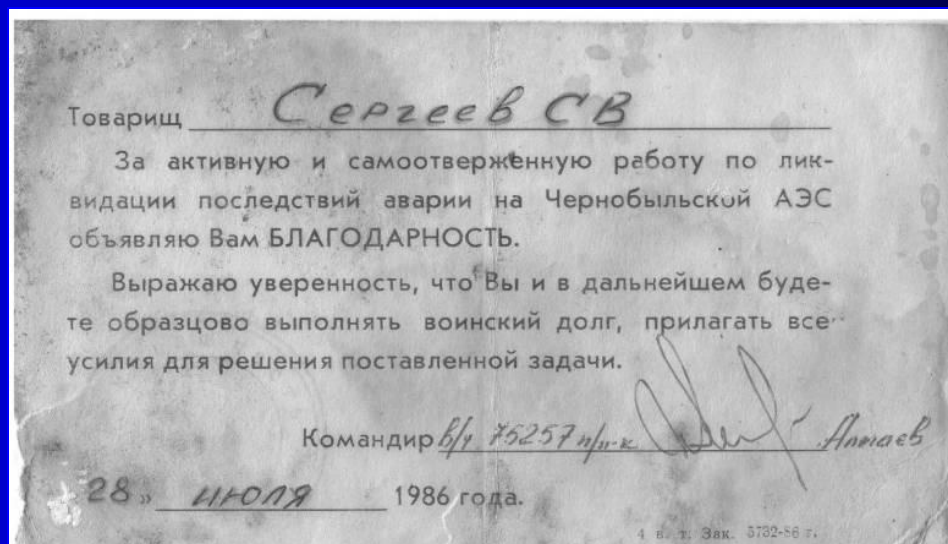 Товарищ Сергеев СВ
За активную и самоотверженную работу по лик-
видации последствий аварии на Чернобыльской АЭС
объявляю Вам БЛАГОДАРНОСТЬ.
Выражаю уверенность, что Вы и в дальнейшем буде-
те образцово выполнять воинский долг, прилагать все
усилия для решения поставленной задачи.
Командир в/ч 75257 п/п-к
28 » июля 1986 года.
4 в. т. Зак. 5732-86 г.